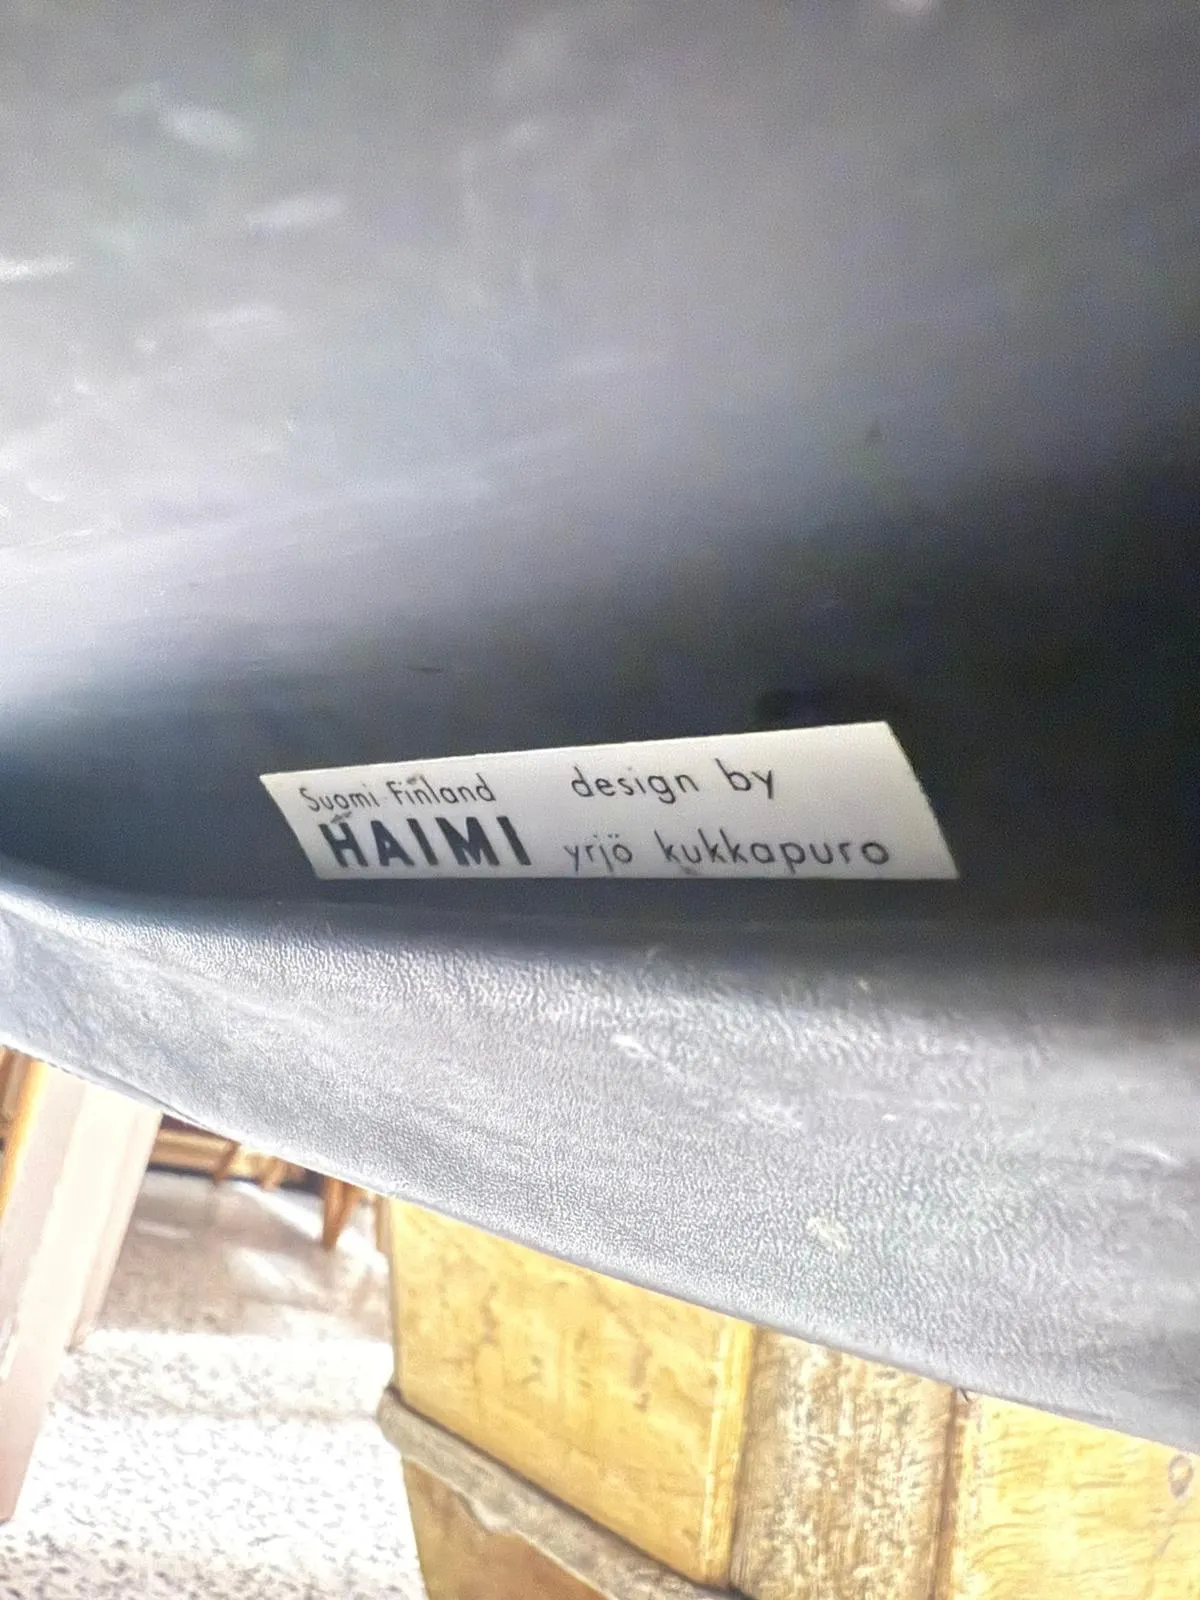 Suomi Finland
HAIMI
design by
yrjö kukkapuro